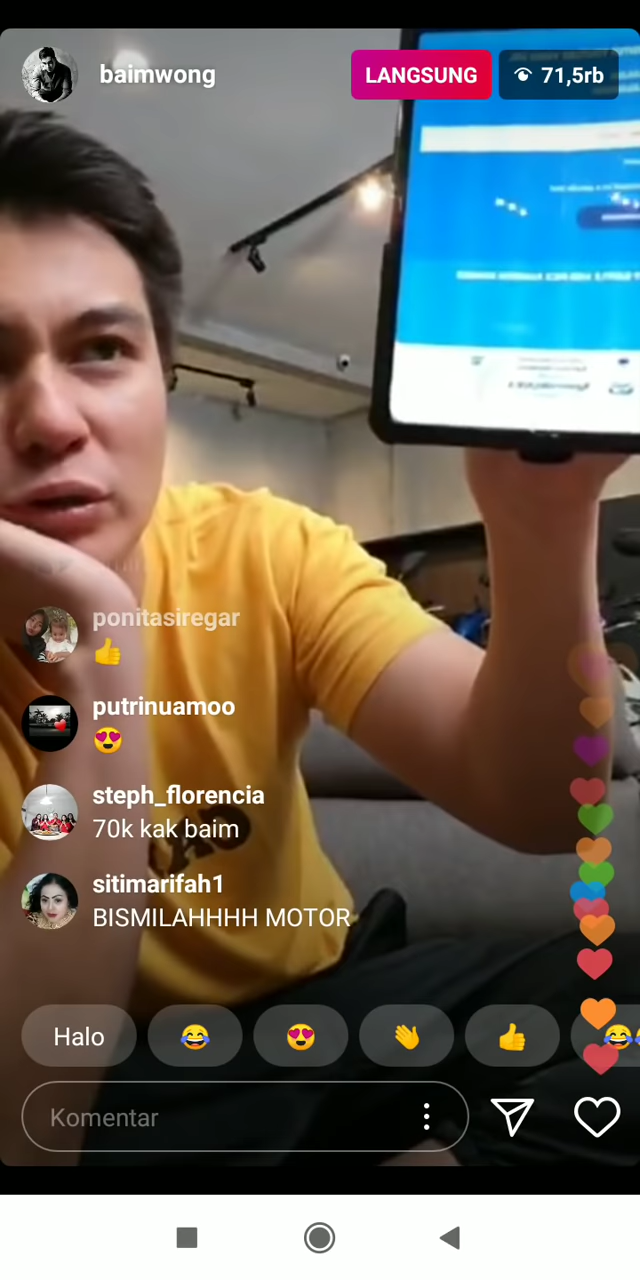 baimwong
LANGSUNG
71,5rb
ponitasiregar
👍
putrinuamoo
😍
steph_florencia
70k kak baim
sitimarifah1
BISMILAHHHH MOTOR
Halo 😂 😍 👋 👍 😂
Komentar